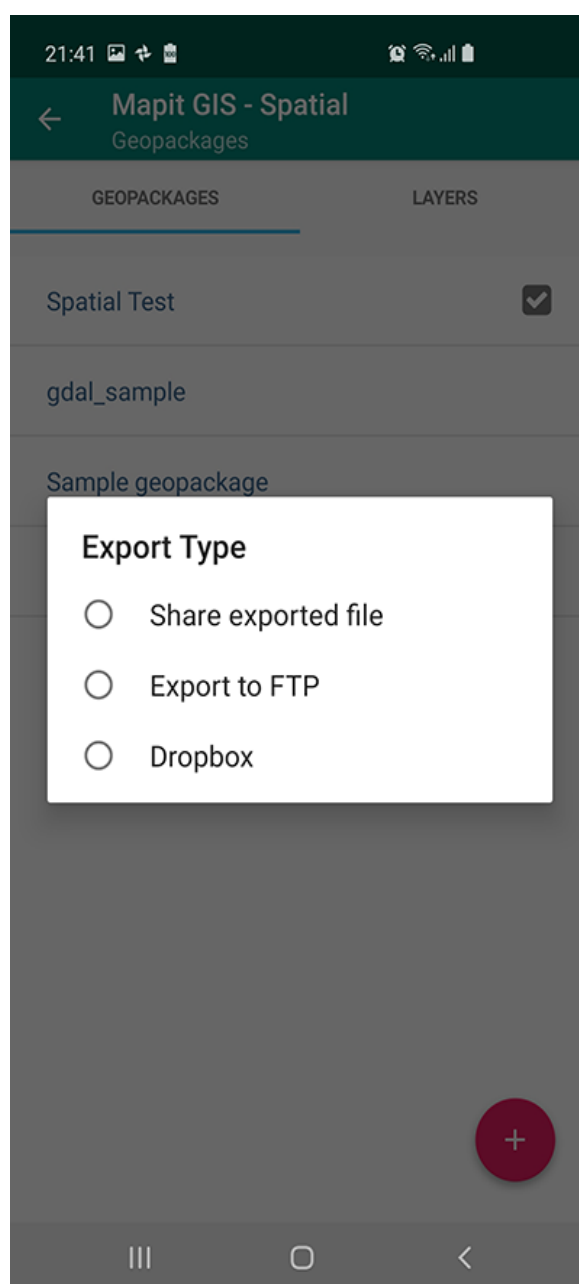 21:41
Mapit GIS - Spatial
Geopackages
GEOPACKAGES LAYERS
Spatial Test
gdal_sample
Sample geopackage
Export Type
Share exported file
Export to FTP
Dropbox